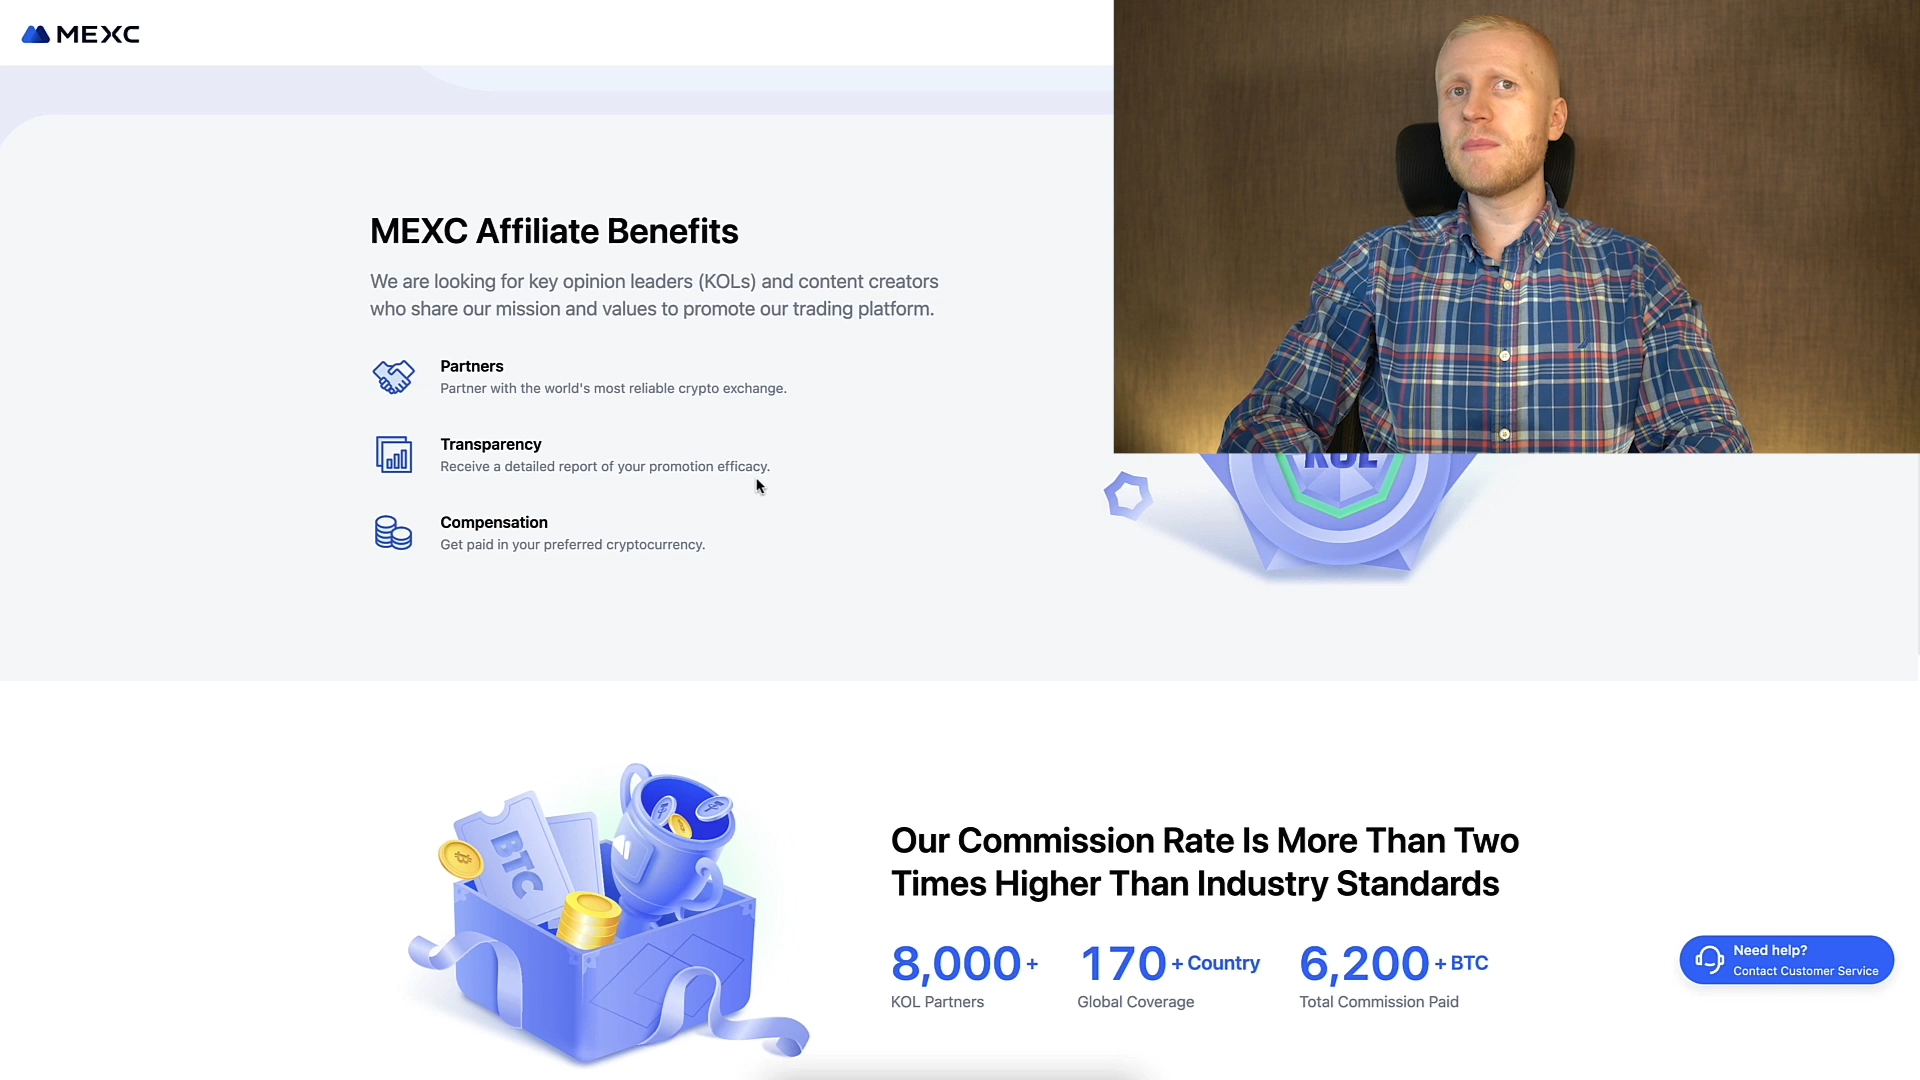 MEXC
MEXC Affiliate Benefits
We are looking for key opinion leaders (KOLs) and content creators
who share our mission and values to promote our trading platform.
Partners
Partner with the world's most reliable crypto exchange.
Transparency
Receive a detailed report of your promotion efficacy.
Compensation
Get paid in your preferred cryptocurrency.
KOL
BTC
Our Commission Rate Is More Than Two
Times Higher Than Industry Standards
8,000+
170+ Country
6,200+ BTC
KOL Partners
Global Coverage
Total Commission Paid
Need help?
Contact Customer Service